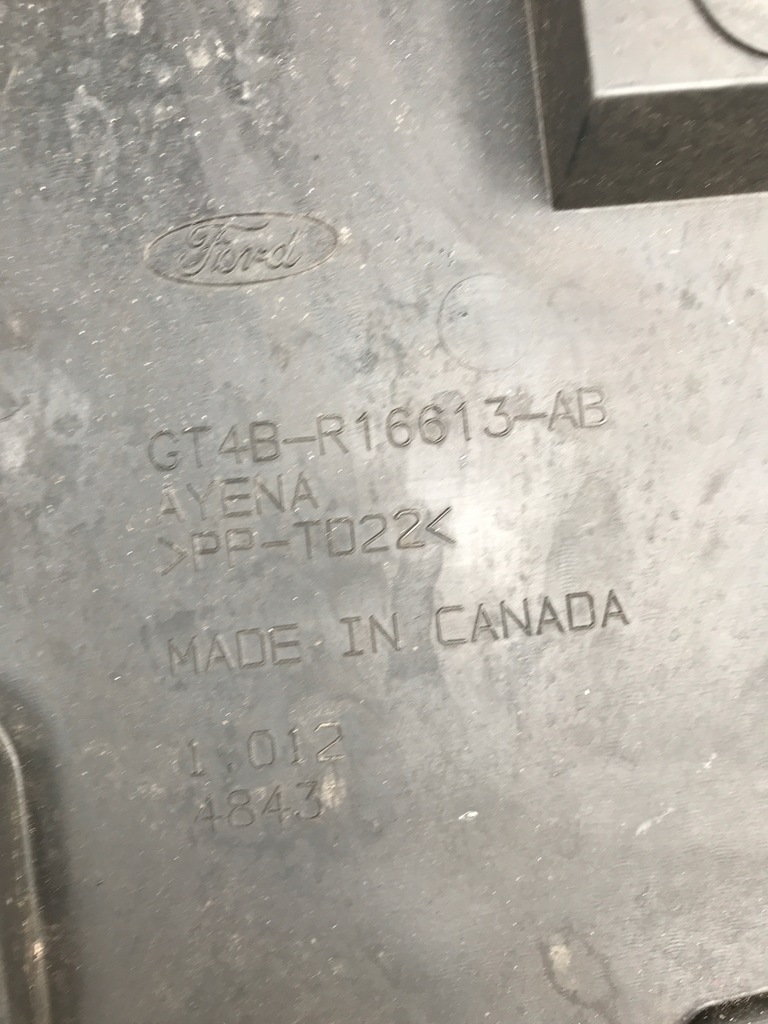 Ford
GT4B-R16613-AB
AYENA
>PP-TD22<
MADE IN CANADA
1.012
4843